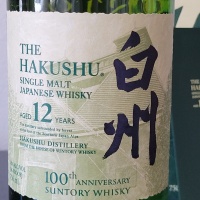 THE
HAKUSHU®
SINGLE MALT
JAPANESE WHISKY
AGED 12 YEARS
HAKUSHU DISTILLERY
100th ANNIVERSARY
SUNTORY WHISKY
白州